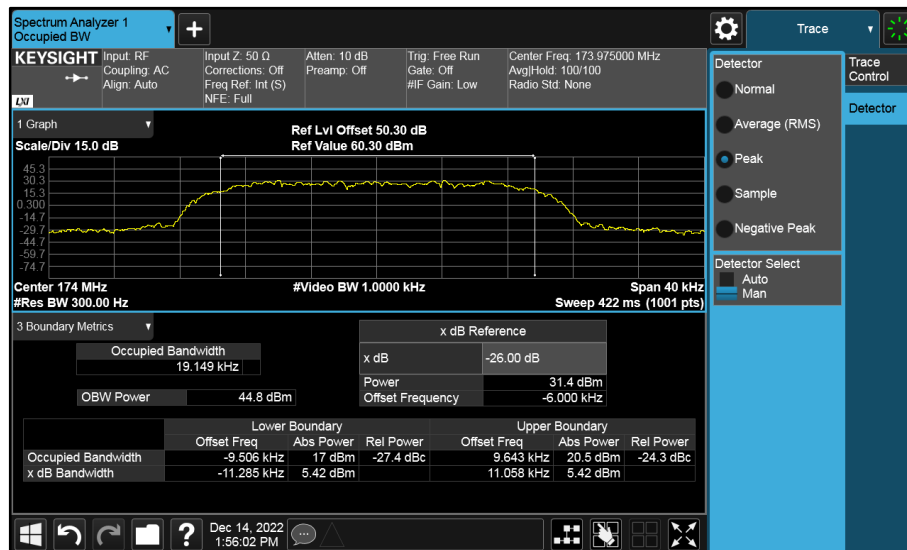 Spectrum Analyzer 1
Occupied BW
+
Trace
KEYSIGHT
LXI
Input: RF
Coupling: AC
Align: Auto
Input Z: 50 Ω
Corrections: Off
Freq Ref: Int (S)
NFE: Full
Atten: 10 dB
Preamp: Off
Trig: Free Run
Gate: Off
#IF Gain: Low
Center Freq: 173.975000 MHz
Avg|Hold: 100/100
Radio Std: None
1 Graph
Scale/Div 15.0 dB
Ref Lvl Offset 50.30 dB
Ref Value 60.30 dBm
45.3
30.3
15.3
0.300
-14.7
-29.7
-44.7
-59.7
-74.7
Center 174 MHz
#Video BW 1.0000 kHz
Span 40 kHz
#Res BW 300.00 Hz
Sweep 422 ms (1001 pts)
3 Boundary Metrics
Occupied Bandwidth
19.149 kHz
OBW Power 44.8 dBm
x dB Reference
x dB -26.00 dB
Power 31.4 dBm
Offset Frequency -6.000 kHz
Lower Boundary Upper Boundary
Offset Freq Abs Power Rel Power Offset Freq Abs Power Rel Power
Occupied Bandwidth -9.506 kHz 17 dBm -27.4 dBc 9.643 kHz 20.5 dBm -24.3 dBc
x dB Bandwidth -11.285 kHz 5.42 dBm 11.058 kHz 5.42 dBm
Detector
Normal
Average (RMS)
Peak
Sample
Negative Peak
Detector Select
Auto
Man
Trace
Control
Detector
?
Dec 14, 2022
1:56:02 PM